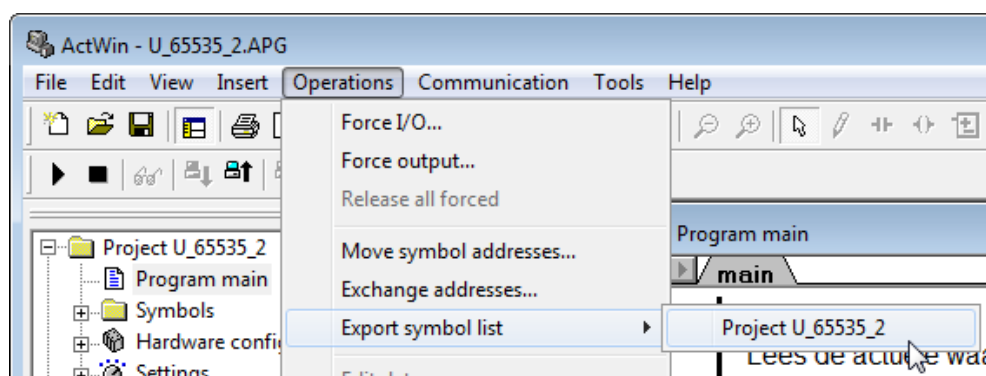 ActWin - U_65535_2.APG
File Edit View Insert Operations Communication Tools Help
Force I/O...
Force output...
Release all forced
Move symbol addresses...
Exchange addresses...
Export symbol list
Project U_65535_2
Project U_65535_2
Program main
Symbols
Hardware config
Settings
Program main
main
Lees de